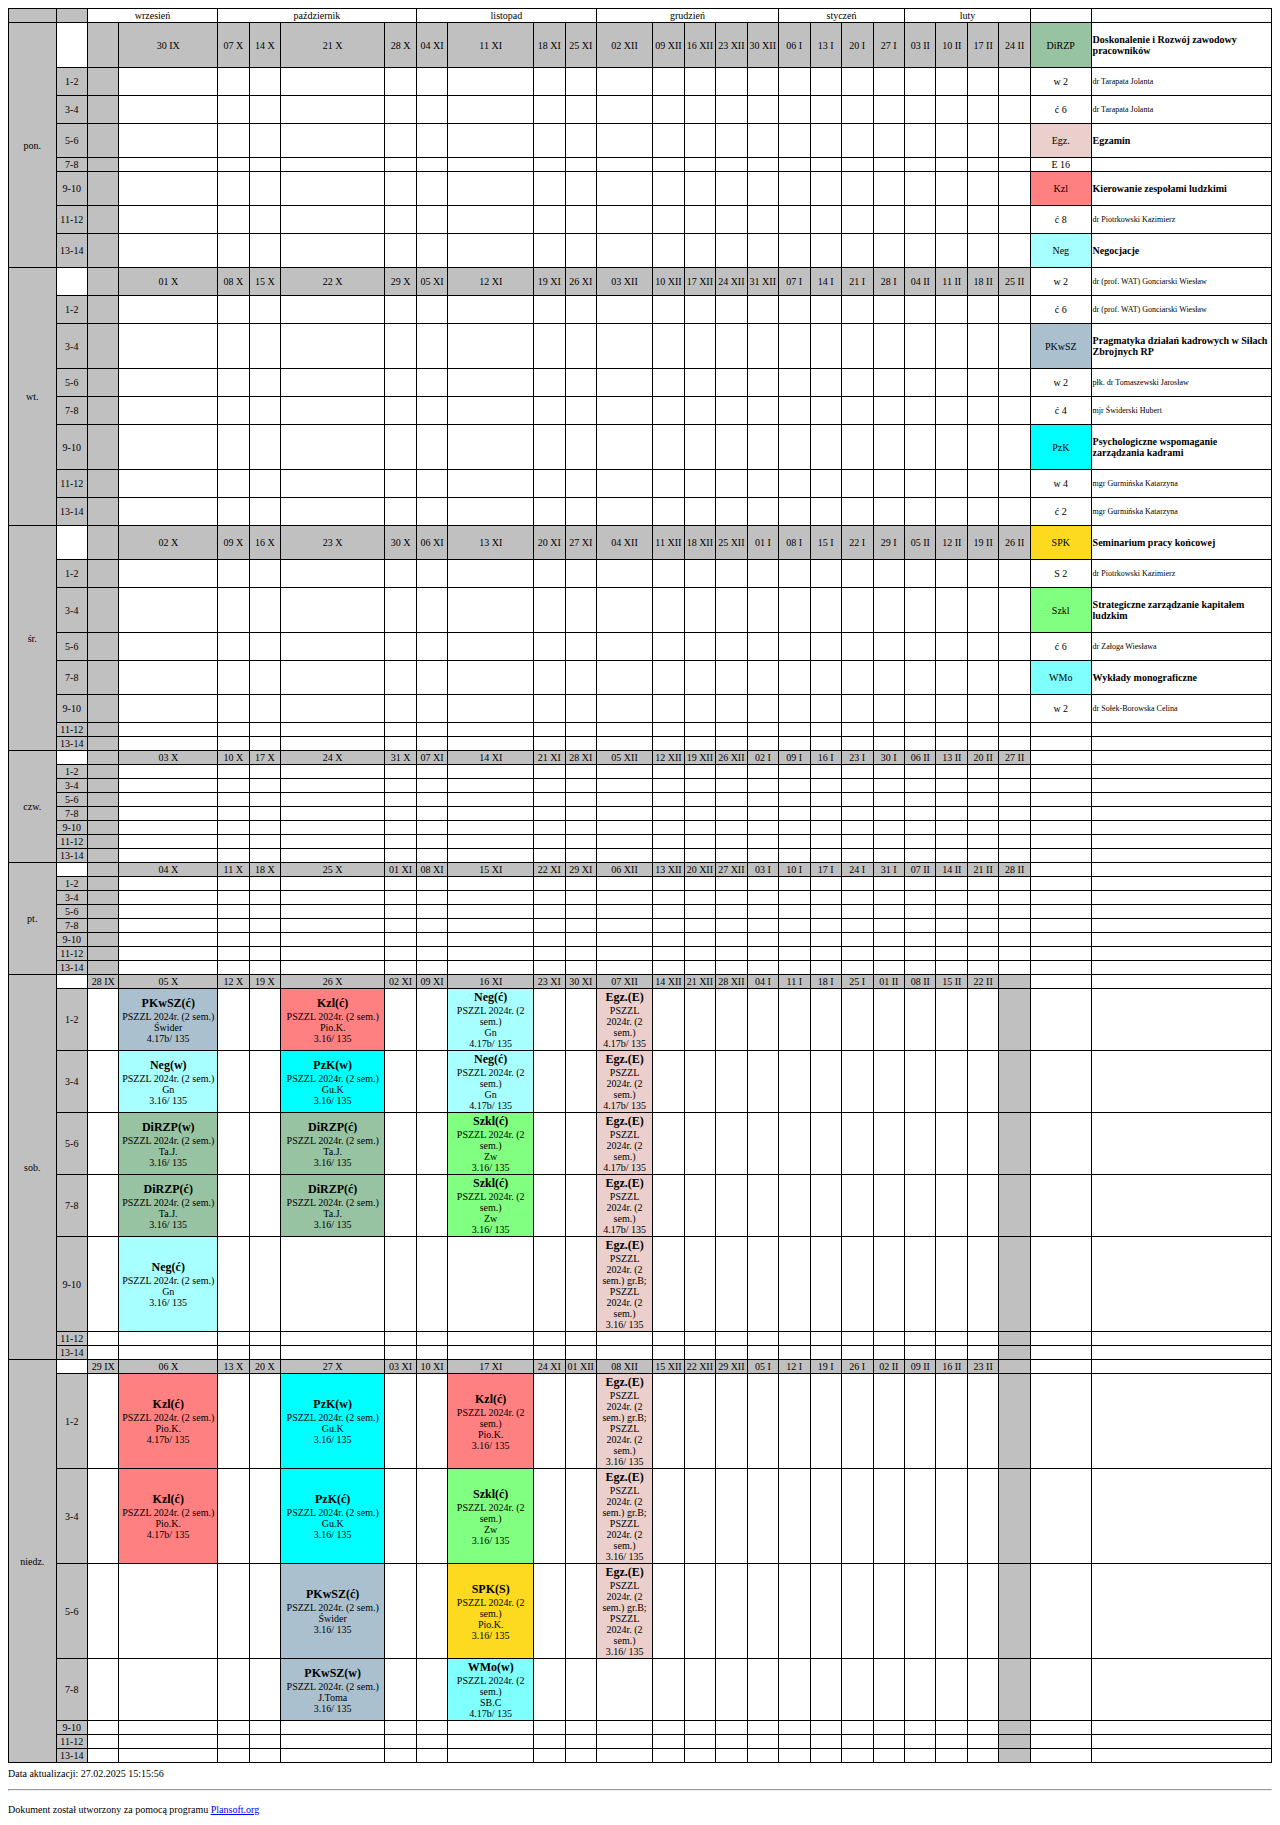 wrzesień październik listopad grudzień styczeń luty
pon. 30 IX 07 X 14 X 21 X 28 X 04 XI 11 XI 18 XI 25 XI 02 XII 09 XII 16 XII 23 XII 30 XII 06 I 13 I 20 I 27 I 03 II 10 II 17 II 24 II DiRZP Doskonalenie i Rozwój zawodowy pracowników
1-2 w 2 dr Tarapata Jolanta
3-4 ć 6 dr Tarapata Jolanta
5-6 Egz. Egzamin
7-8 E 16
9-10 Kzl Kierowanie zespołami ludzkimi
11-12 ć 8 dr Piotrkowski Kazimierz
13-14 Neg Negocjacje
wt. 01 X 08 X 15 X 22 X 29 X 05 XI 12 XI 19 XI 26 XI 03 XII 10 XII 17 XII 24 XII 31 XII 07 I 14 I 21 I 28 I 04 II 11 II 18 II 25 II w 2 dr (prof. WAT) Gonciarski Wiesław
1-2 ć 6 dr (prof. WAT) Gonciarski Wiesław
3-4 PKwSZ Pragmatyka działań kadrowych w Siłach Zbrojnych RP
5-6 w 2 płk. dr Tomaszewski Jarosław
7-8 ć 4 mjr Świderski Hubert
9-10 PzK Psychologiczne wspomaganie zarządzania kadrami
11-12 w 4 mgr Gurmińska Katarzyna
13-14 ć 2 mgr Gurmińska Katarzyna
śr. 02 X 09 X 16 X 23 X 30 X 06 XI 13 XI 20 XI 27 XI 04 XII 11 XII 18 XII 25 XII 01 I 08 I 15 I 22 I 29 I 05 II 12 II 19 II 26 II SPK Seminarium pracy końcowej
1-2 S 2 dr Piotrkowski Kazimierz
3-4 Szkl Strategiczne zarządzanie kapitałem ludzkim
5-6 ć 6 dr Załoga Wiesława
7-8 WMo Wykłady monograficzne
9-10 w 2 dr Sołek-Borowska Celina
11-12
13-14
czw. 03 X 10 X 17 X 24 X 31 X 07 XI 14 XI 21 XI 28 XI 05 XII 12 XII 19 XII 26 XII 02 I 09 I 16 I 23 I 30 I 06 II 13 II 20 II 27 II
1-2
3-4
5-6
7-8
9-10
11-12
13-14
pt. 04 X 11 X 18 X 25 X 01 XI 08 XI 15 XI 22 XI 29 XI 06 XII 13 XII 20 XII 27 XII 03 I 10 I 17 I 24 I 31 I 07 II 14 II 21 II 28 II
1-2
3-4
5-6
7-8
9-10
11-12
13-14
sob. 28 IX 05 X 12 X 19 X 26 X 02 XI 09 XI 16 XI 23 XI 30 XI 07 XII 14 XII 21 XII 28 XII 04 I 11 I 18 I 25 I 01 II 08 II 15 II 22 II
1-2 PKwSZ(ć) PSZZL 2024r. (2 sem.) Świder 4.17b/ 135 Kzl(ć) PSZZL 2024r. (2 sem.) Pio.K. 3.16/ 135 Neg(ć) PSZZL 2024r. (2 sem.) Gn 4.17b/ 135 Egz.(E) PSZZL 2024r. (2 sem.) 4.17b/ 135
3-4 Neg(w) PSZZL 2024r. (2 sem.) Gn 3.16/ 135 PzK(w) PSZZL 2024r. (2 sem.) Gu.K 3.16/ 135 Neg(ć) PSZZL 2024r. (2 sem.) Gn 4.17b/ 135 Egz.(E) PSZZL 2024r. (2 sem.) 4.17b/ 135
5-6 DiRZP(w) PSZZL 2024r. (2 sem.) Ta.J. 3.16/ 135 DiRZP(ć) PSZZL 2024r. (2 sem.) Ta.J. 3.16/ 135 Szkl(ć) PSZZL 2024r. (2 sem.) Zw 3.16/ 135 Egz.(E) PSZZL 2024r. (2 sem.) 4.17b/ 135
7-8 DiRZP(ć) PSZZL 2024r. (2 sem.) Ta.J. 3.16/ 135 DiRZP(ć) PSZZL 2024r. (2 sem.) Ta.J. 3.16/ 135 Szkl(ć) PSZZL 2024r. (2 sem.) Zw 3.16/ 135 Egz.(E) PSZZL 2024r. (2 sem.) 4.17b/ 135
9-10 Neg(ć) PSZZL 2024r. (2 sem.) Gn 3.16/ 135 Egz.(E) PSZZL 2024r. (2 sem.) gr.B; PSZZL 2024r. (2 sem.) 3.16/ 135
11-12
13-14
niedz. 29 IX 06 X 13 X 20 X 27 X 03 XI 10 XI 17 XI 24 XI 01 XII 08 XII 15 XII 22 XII 29 XII 05 I 12 I 19 I 26 I 02 II 09 II 16 II 23 II
1-2 Kzl(ć) PSZZL 2024r. (2 sem.) Pio.K. 4.17b/ 135 PzK(w) PSZZL 2024r. (2 sem.) Gu.K 3.16/ 135 Kzl(ć) PSZZL 2024r. (2 sem.) Pio.K. 3.16/ 135 Egz.(E) PSZZL 2024r. (2 sem.) gr.B; PSZZL 2024r. (2 sem.) 3.16/ 135
3-4 Kzl(ć) PSZZL 2024r. (2 sem.) Pio.K. 4.17b/ 135 PzK(ć) PSZZL 2024r. (2 sem.) Gu.K 3.16/ 135 Szkl(ć) PSZZL 2024r. (2 sem.) Zw 3.16/ 135 Egz.(E) PSZZL 2024r. (2 sem.) gr.B; PSZZL 2024r. (2 sem.) 3.16/ 135
5-6 PKwSZ(ć) PSZZL 2024r. (2 sem.) Świder 3.16/ 135 SPK(S) PSZZL 2024r. (2 sem.) Pio.K. 3.16/ 135 Egz.(E) PSZZL 2024r. (2 sem.) gr.B; PSZZL 2024r. (2 sem.) 3.16/ 135
7-8 PKwSZ(w) PSZZL 2024r. (2 sem.) J.Toma 3.16/ 135 WMo(w) PSZZL 2024r. (2 sem.) SB.C 4.17b/ 135
9-10
11-12
13-14
Data aktualizacji: 27.02.2025 15:15:56
Dokument został utworzony za pomocą programu Plansoft.org